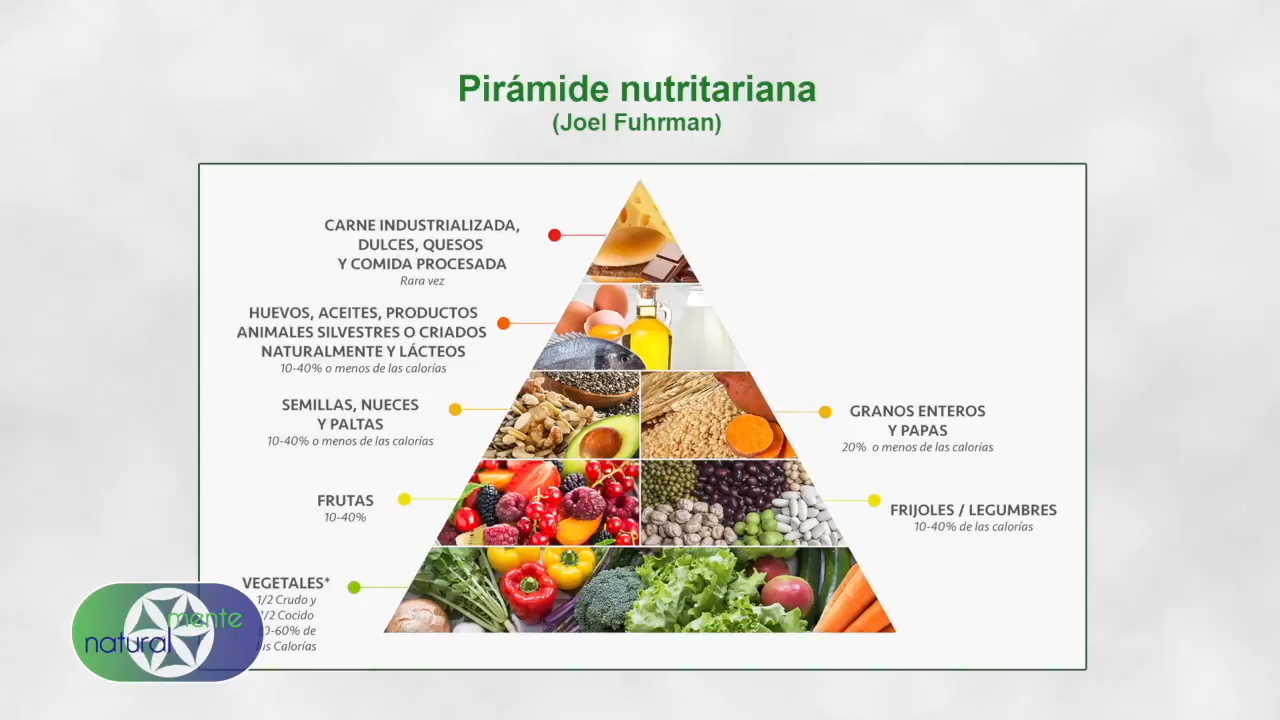 Pirámide nutritariana
(Joel Fuhrman)
CARNE INDUSTRIALIZADA,
DULCES, QUESOS
Y COMIDA PROCESADA
Rara vez
HUEVOS, ACEITES, PRODUCTOS
ANIMALES SILVESTRES O CRIADOS
NATURALMENTE Y LÁCTEOS
10-40% o menos de las calorías
SEMILLAS, NUECES
Y PALTAS
10-40% o menos de las calorías
GRANOS ENTEROS
Y PAPAS
20% o menos de las calorías
FRUTAS
10-40%
FRIJOLES / LEGUMBRES
10-40% de las calorías
VEGETALES*
1/2 Crudo y
Cocido
de
Calorías
mente
natural